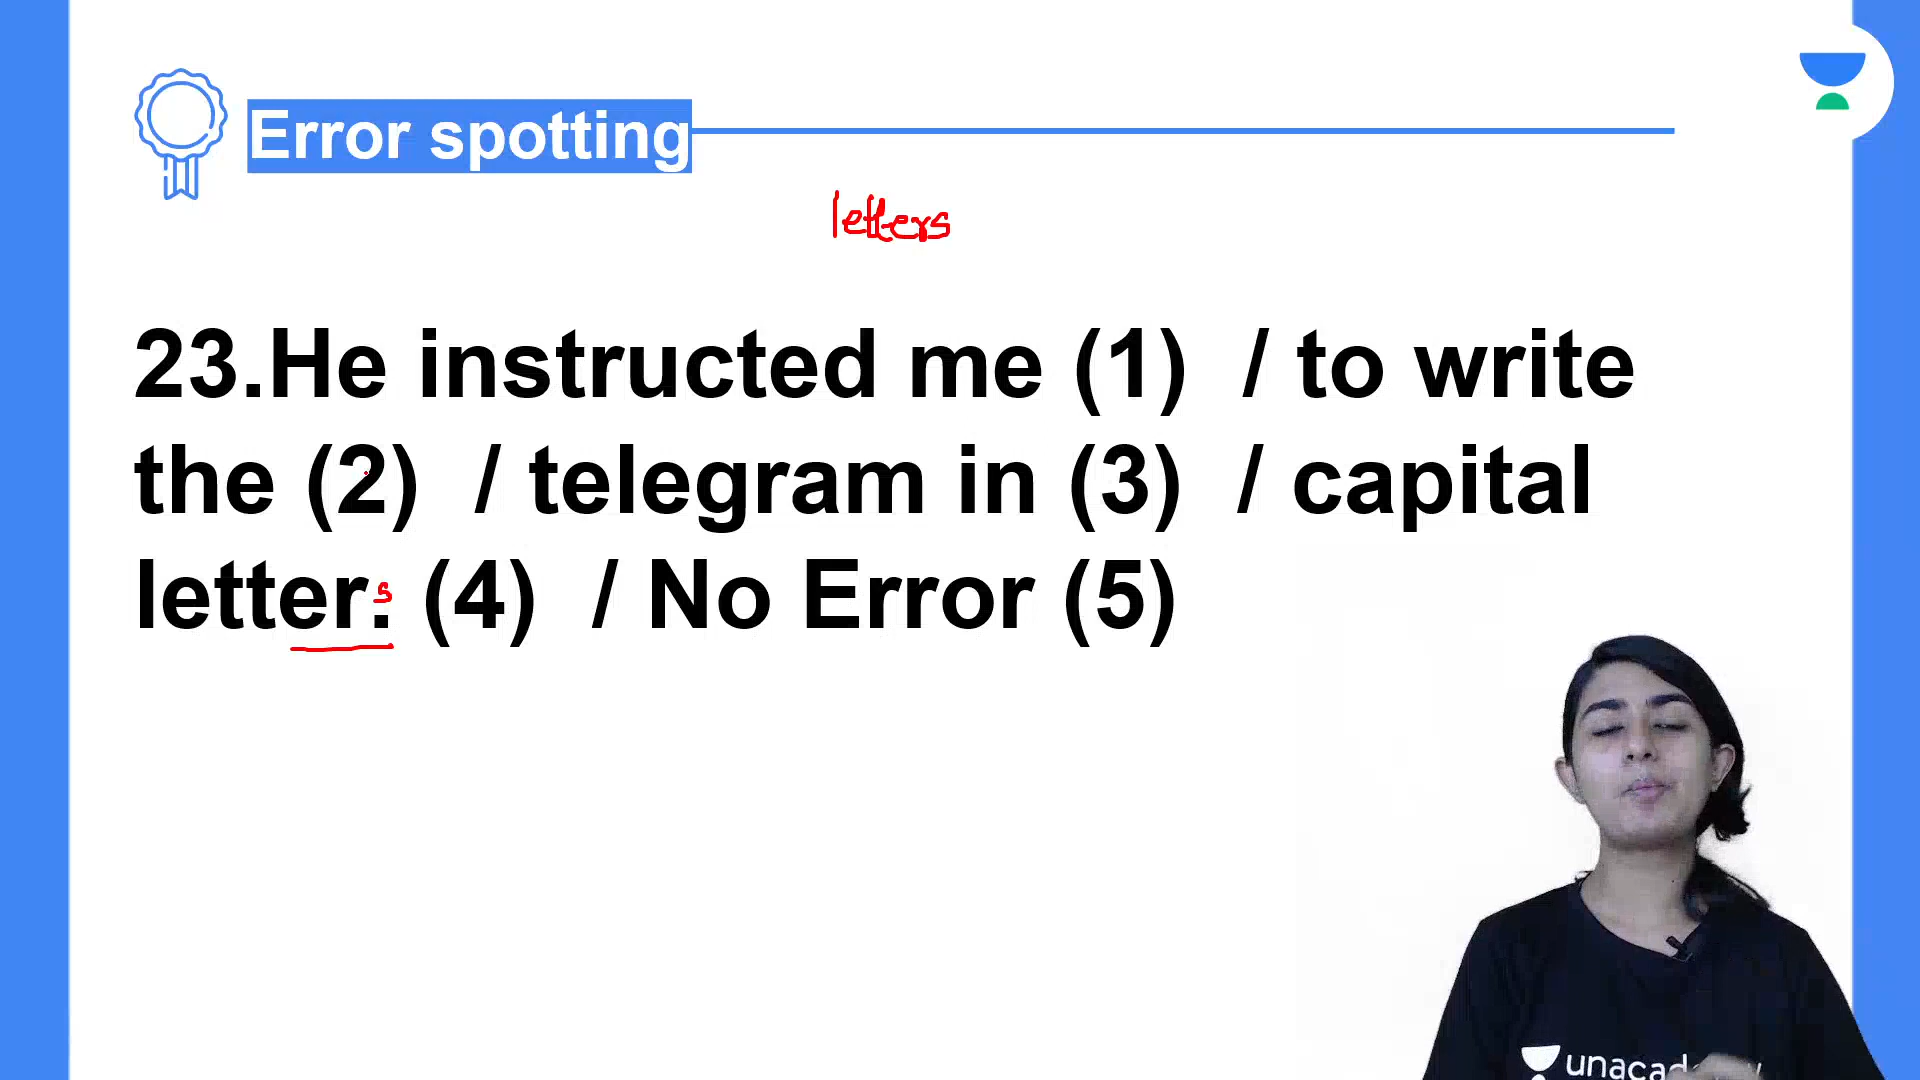 Error spotting
letters
23.He instructed me (1) / to write
the (2) / telegram in (3) / capital
letter. (4) / No Error (5)
s